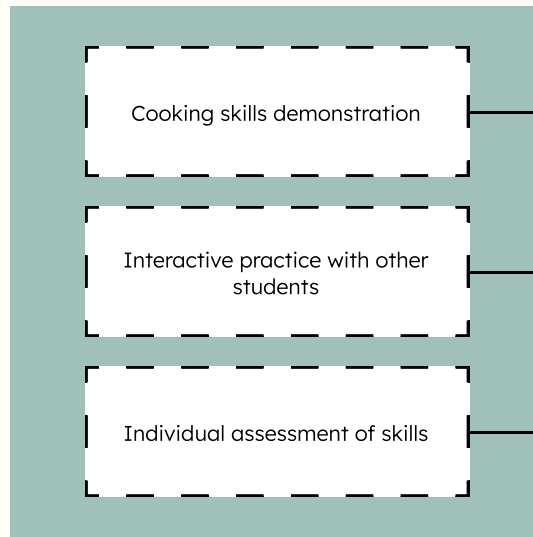 Cooking skills demonstration
Interactive practice with other
students
Individual assessment of skills